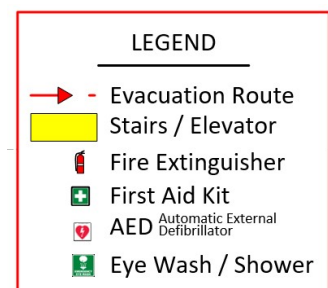 LEGEND
Evacuation Route
Stairs / Elevator
Fire Extinguisher
First Aid Kit
AED Automatic External
Defibrillator
Eye Wash / Shower